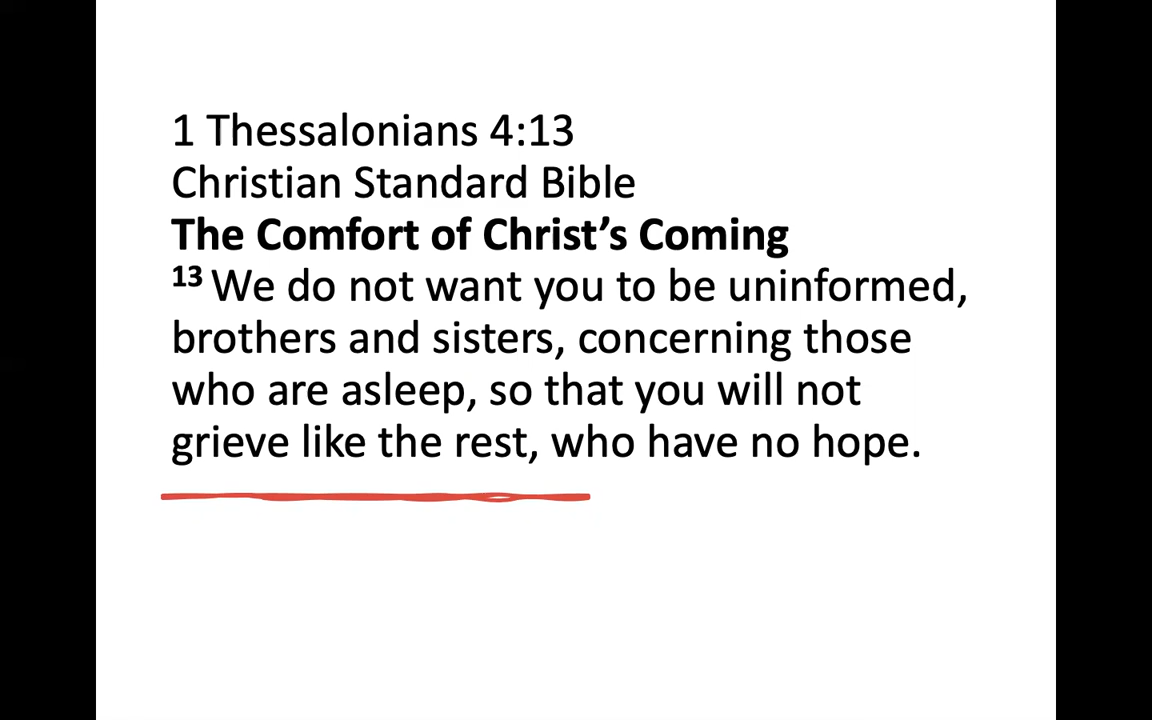 1 Thessalonians 4:13
Christian Standard Bible
The Comfort of Christ’s Coming
13 We do not want you to be uninformed,
brothers and sisters, concerning those
who are asleep, so that you will not
grieve like the rest, who have no hope.